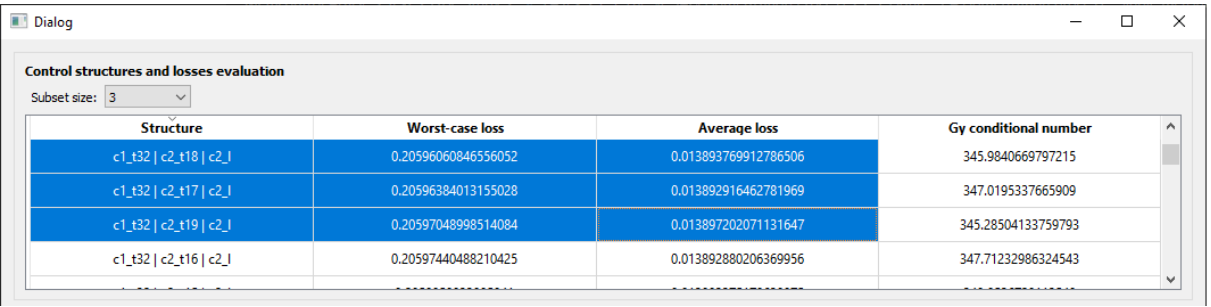 Dialog
Control structures and losses evaluation
Subset size: 3
Structure Worst-case loss Average loss Gy conditional number
c1_t32 | c2_t18 | c2_l 0.20596060846556052 0.013893769912786506 345.9840669797215
c1_t32 | c2_t17 | c2_l 0.20596384013155028 0.013892916462781969 347.0195337665909
c1_t32 | c2_t19 | c2_l 0.20597048998514084 0.013897202071131647 345.28504133759793
c1_t32 | c2_t16 | c2_l 0.20597440488210425 0.013892880206369956 347.71232986324543